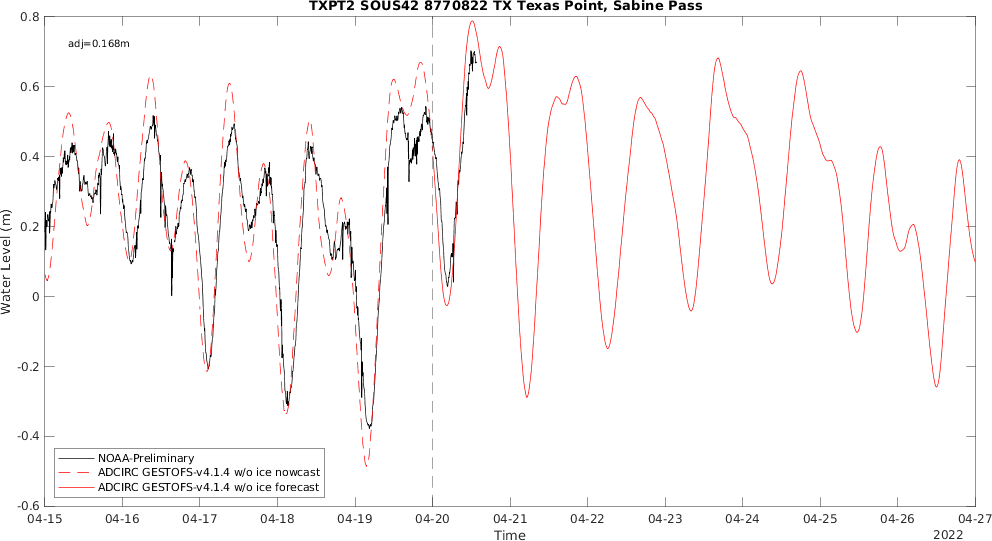 TXPT2 SOUS42 8770822 TX Texas Point, Sabine Pass
adj=0.168m
0.8
0.6
0.4
0.2
0
-0.2
-0.4
-0.6
Water Level (m)
NOAA-Preliminary
ADCIRC GESTOFS-v4.1.4 w/o ice nowcast
ADCIRC GESTOFS-v4.1.4 w/o ice forecast
04-15 04-16 04-17 04-18 04-19 04-20 04-21 04-22 04-23 04-24 04-25 04-26 04-27
Time
2022